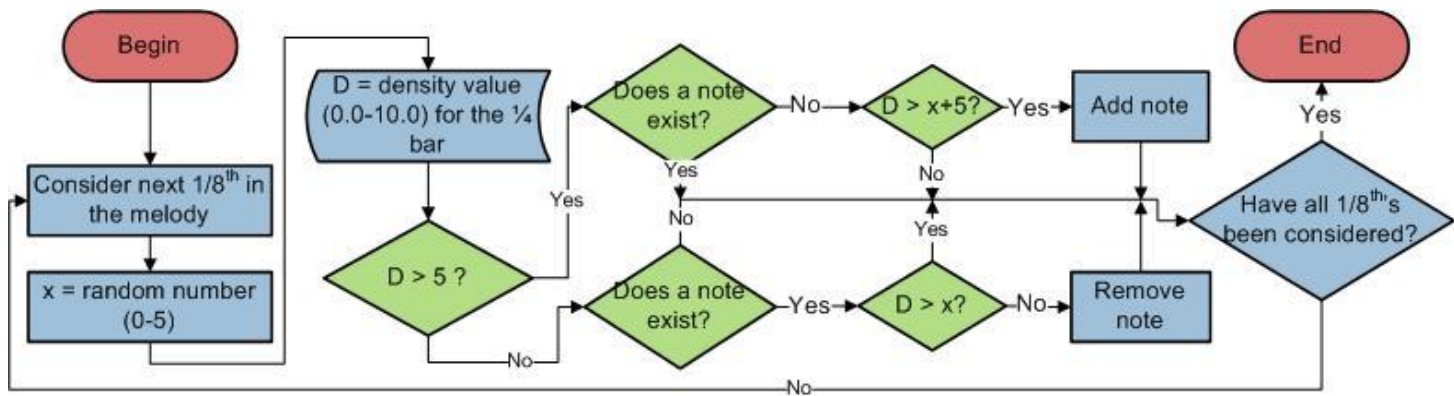 Begin
Consider next 1/8th in
the melody
x = random number
(0-5)
D = density value
(0.0-10.0) for the ¼
bar
D > 5 ?
Yes
No
Does a note
exist?
No
Yes
D > x+5?
Yes
No
Add note
Does a note
exist?
No
Yes
D > x?
Yes
No
Remove
note
Have all 1/8th's
been considered?
Yes
No
End